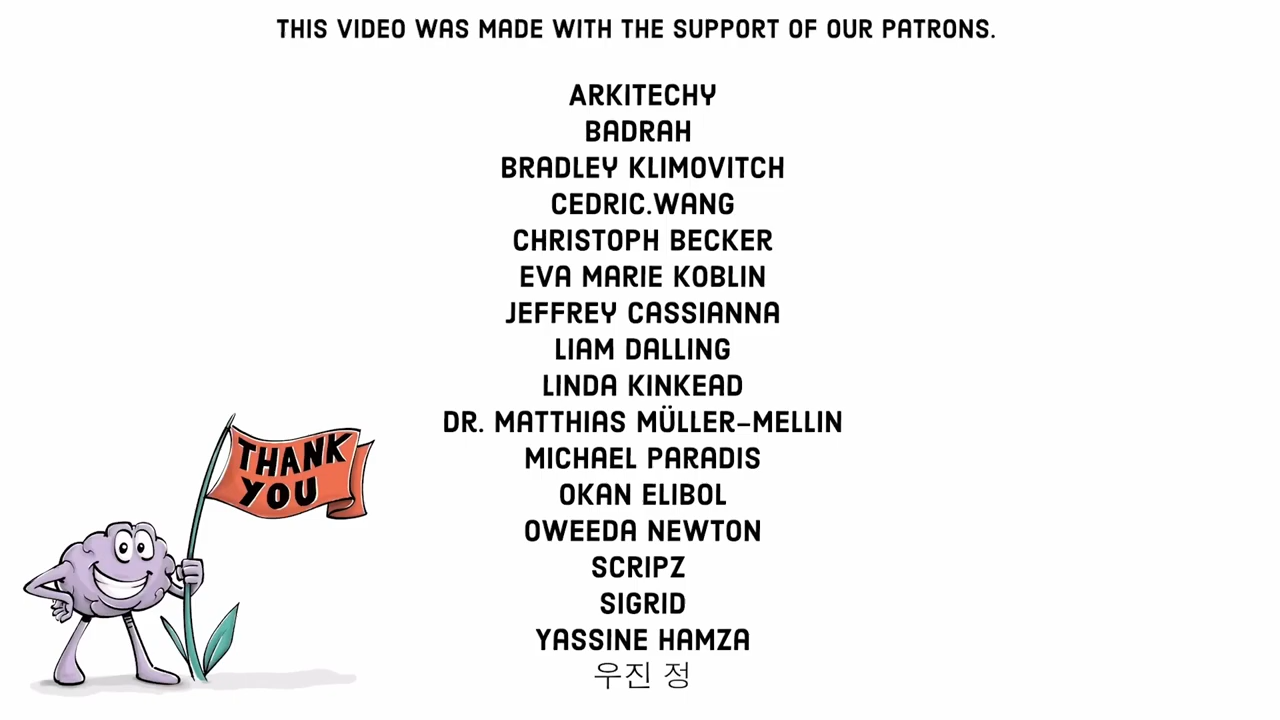 THIS VIDEO WAS MADE WITH THE SUPPORT OF OUR PATRONS.
ARKITECHY
BADRAH
BRADLEY KLIMOVITCH
CEDRIC.WANG
CHRISTOPH BECKER
EVA MARIE KOBLIN
JEFFREY CASSIANNA
LIAM DALLING
LINDA KINKEAD
DR. MATTHIAS MÜLLER-MELLIN
MICHAEL PARADIS
OKAN ELIBOL
OWEEDA NEWTON
SCRIPZ
SIGRID
YASSINE HAMZA
우진 정
THANK
YOU